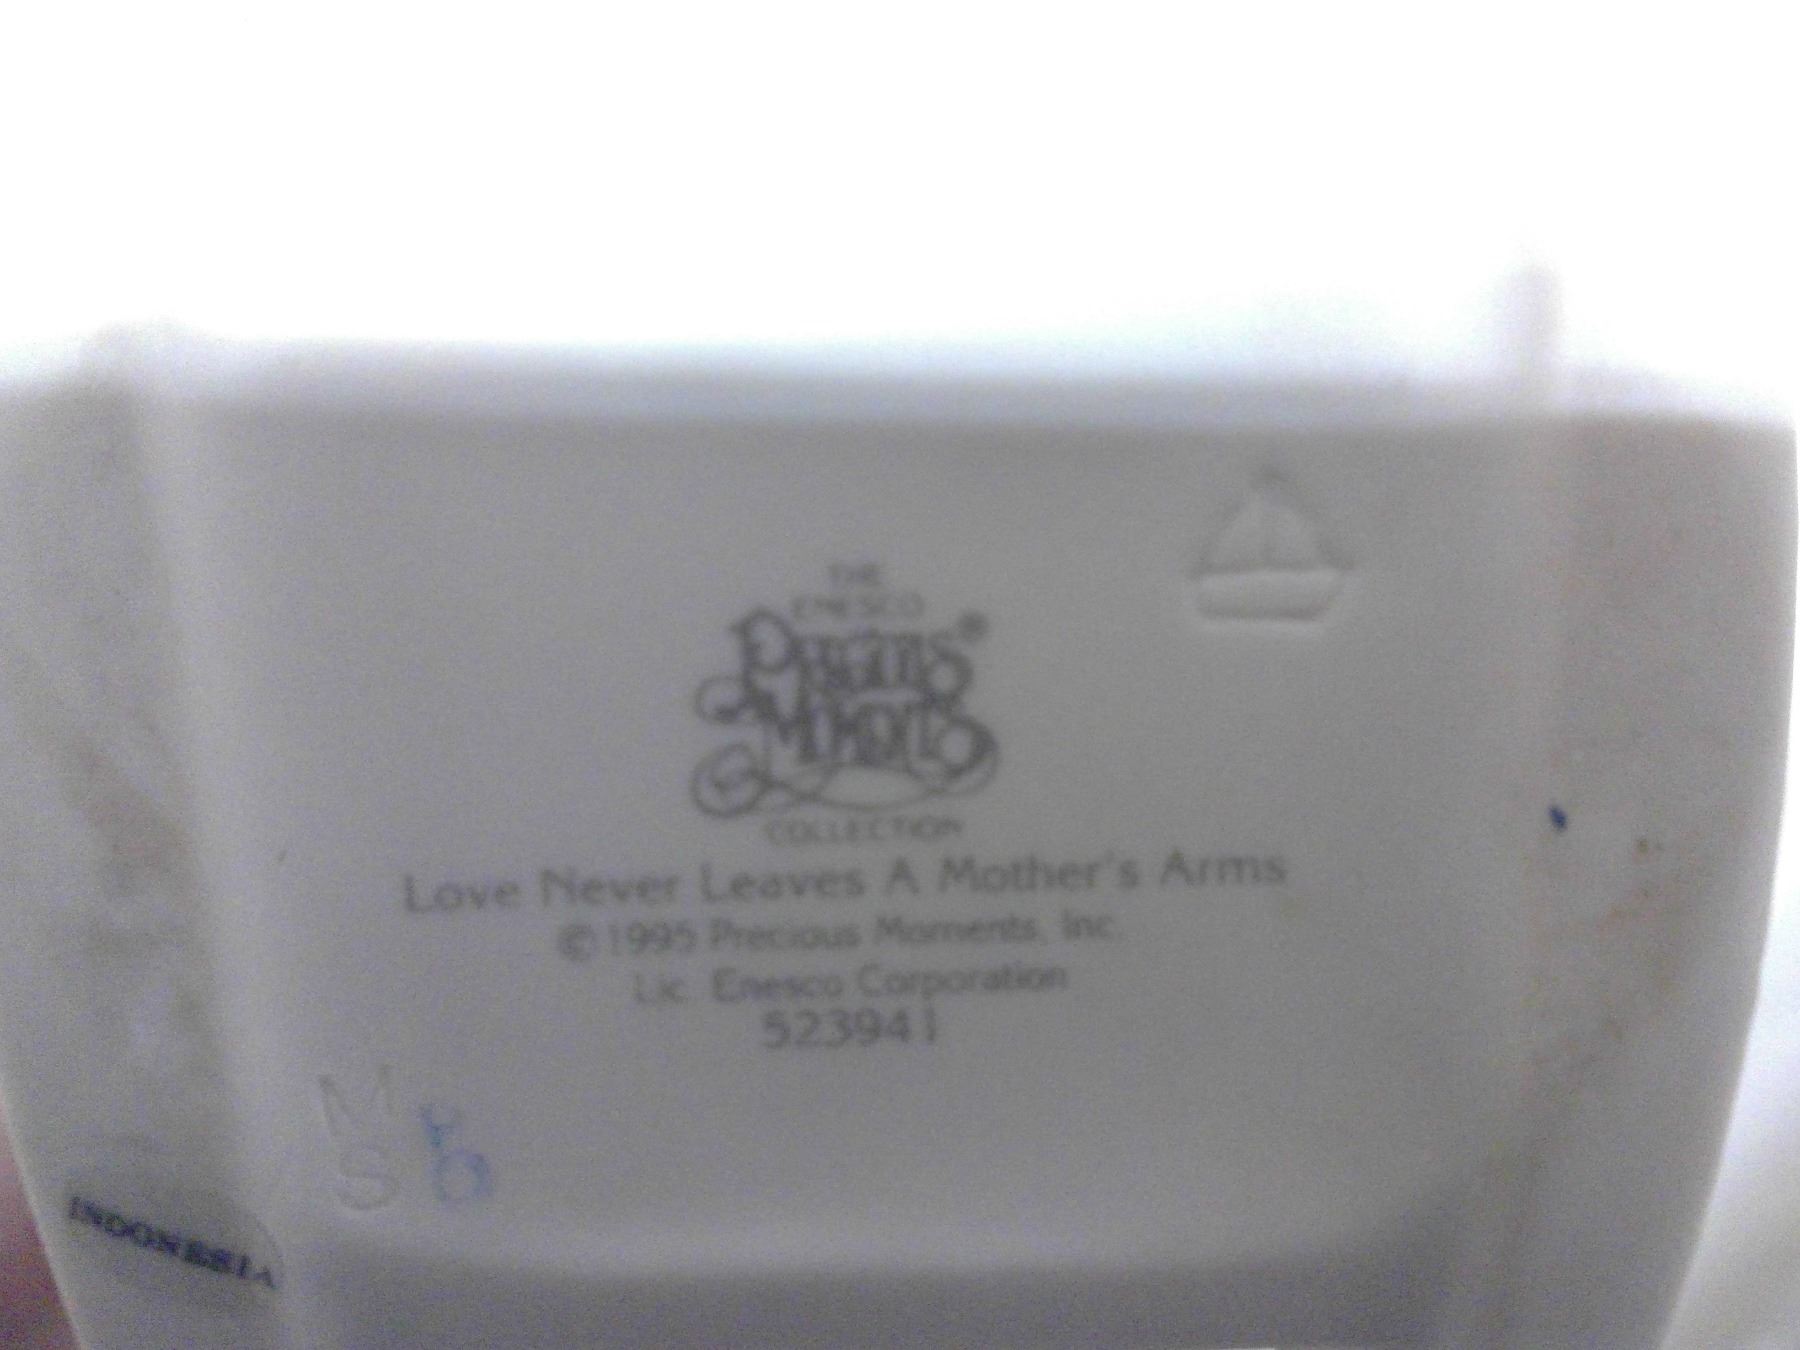 THE
ENESCO
Precious®
Moments
COLLECTION
Love Never Leaves A Mother's Arms
©1995 Precious Moments, Inc.
Lic. Enesco Corporation
523941
M
S
INDONESIA